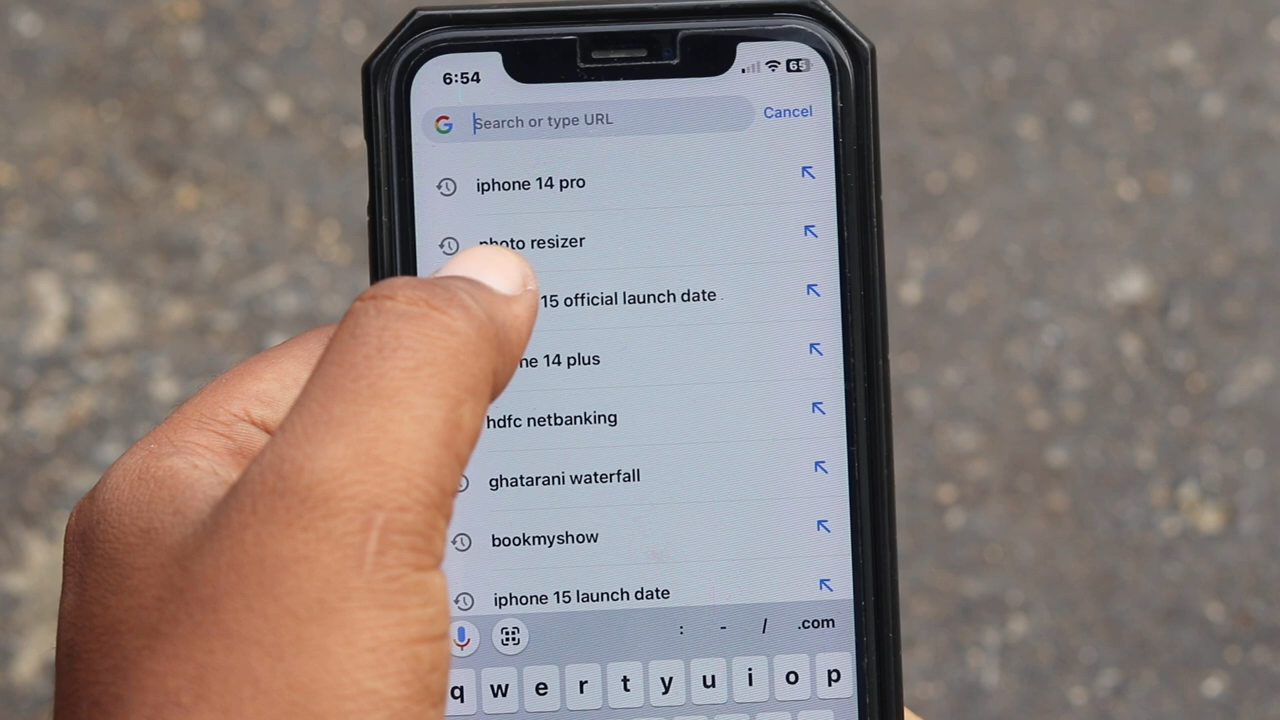 6:54
65
Search or type URL
Cancel
iphone 14 pro
photo resizer
15 official launch date
14 plus
hdfc netbanking
ghatarani waterfall
bookmyshow
iphone 15 launch date
: - / .com
q w e r t y u i o p